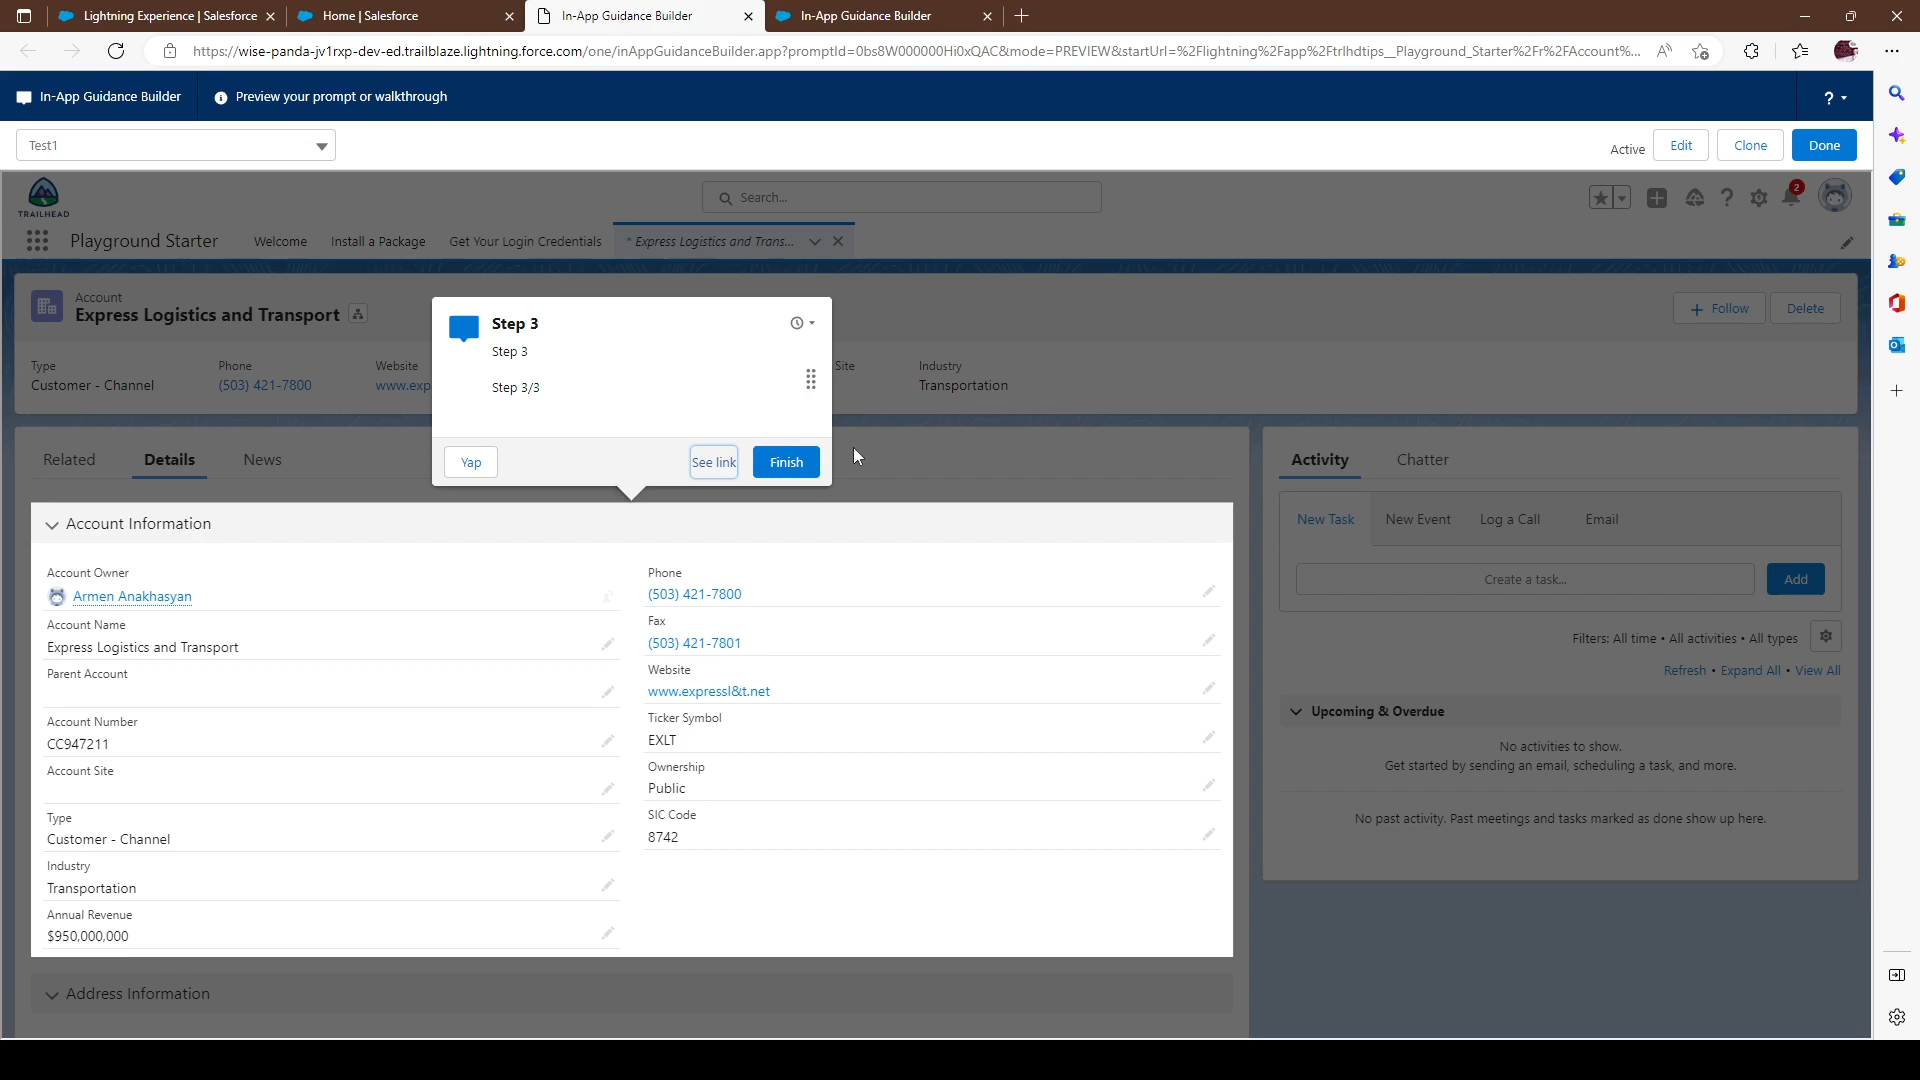 Lightning Experience | Salesforce
Home | Salesforce
In-App Guidance Builder
In-App Guidance Builder
https://wise-panda-jv1rxp-dev-ed.trailblaze.lightning.force.com/one/inAppGuidanceBuilder.app?promptId=0bs8W000000Hi0xQAC&mode=PREVIEW&startUrl=%2Flightning%2Fapp%2Ftrlhdtips__Playground_Starter%2Fr%2FAccount%...
In-App Guidance Builder
Preview your prompt or walkthrough
?
Test1
Active
Edit
Clone
Done
TRAILHEAD
Search...
2
Playground Starter
Welcome
Install a Package
Get Your Login Credentials
* Express Logistics and Trans...
Account
Express Logistics and Transport
Follow
Delete
Type
Customer - Channel
Phone
(503) 421-7800
Website
www.exp
Site
Industry
Transportation
Step 3
Step 3
Step 3/3
Yap
See link
Finish
Related
Details
News
Account Information
Account Owner
Armen Anakhasyan
Account Name
Express Logistics and Transport
Parent Account
Account Number
CC947211
Account Site
Type
Customer - Channel
Industry
Transportation
Annual Revenue
$950,000,000
Phone
(503) 421-7800
Fax
(503) 421-7801
Website
www.expressl&t.net
Ticker Symbol
EXLT
Ownership
Public
SIC Code
8742
Address Information
Activity
Chatter
New Task
New Event
Log a Call
Email
Create a task...
Add
Filters: All time • All activities • All types
Refresh • Expand All • View All
Upcoming & Overdue
No activities to show.
Get started by sending an email, scheduling a task, and more.
No past activity. Past meetings and tasks marked as done show up here.